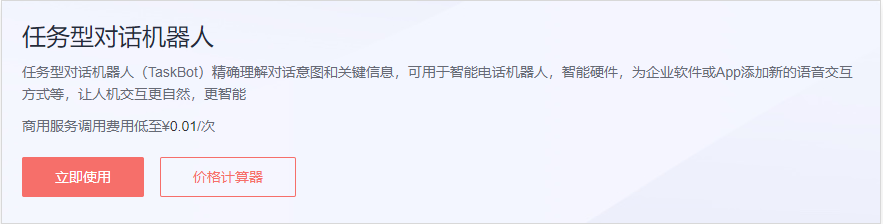 任务型对话机器人
任务型对话机器人（TaskBot）精确理解对话意图和关键信息，可用于智能电话机器人，智能硬件，为企业软件或App添加新的语音交互
方式等，让人机交互更自然，更智能
商用服务调用费用低至¥0.01/次
立即使用 价格计算器